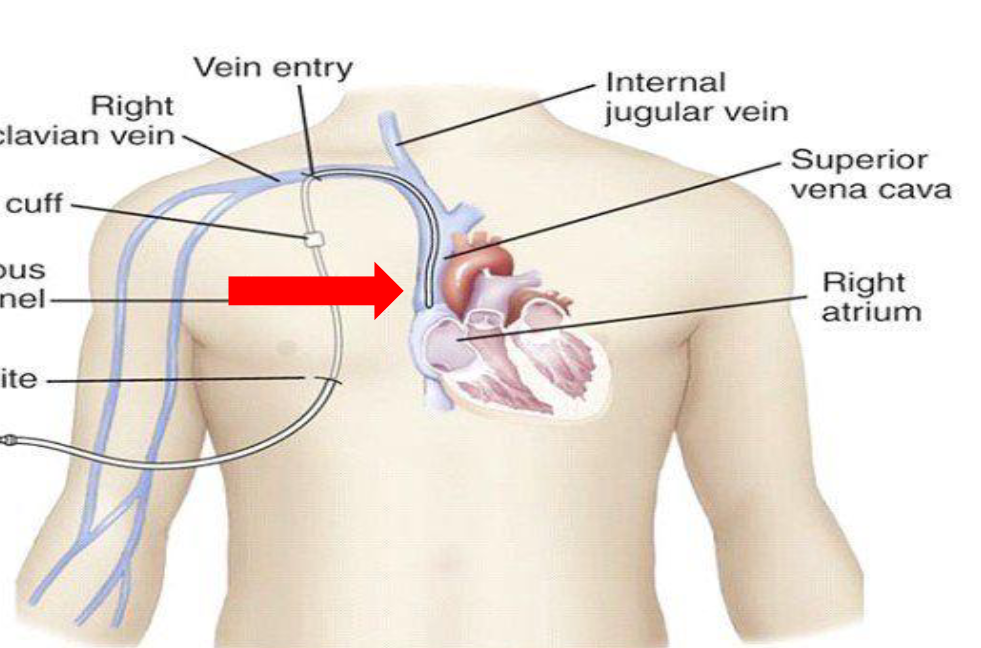 Vein entry
Right
clavian vein
cuff
ous
nel
ite
Internal
jugular vein
Superior
vena cava
Right
atrium